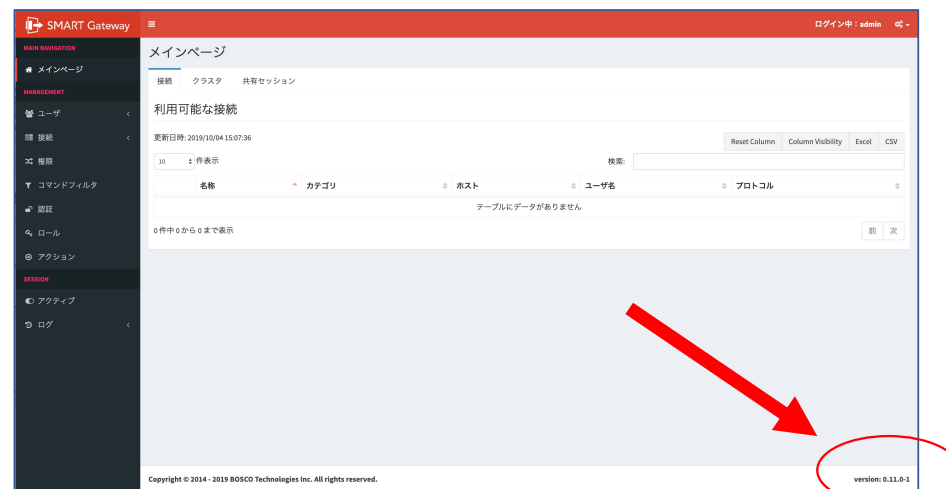 SMART Gateway
ログイン中：admin
MAIN NAVIGATION
メインページ
MANAGEMENT
ユーザ
接続
権限
コマンドフィルタ
認証
ロール
アクション
SESSION
アクティブ
ログ
メインページ
接続 クラスタ 共有セッション
利用可能な接続
更新日時: 2019/10/04 15:07:36
Reset Column Column Visibility Excel CSV
10 件表示 検索:
名称 カテゴリ ホスト ユーザ名 プロトコル
テーブルにデータがありません
0 件中 0 から 0 まで表示 前 次
Copyright © 2014 - 2019 BOSCO Technologies Inc. All rights reserved. version: 0.11.0-1